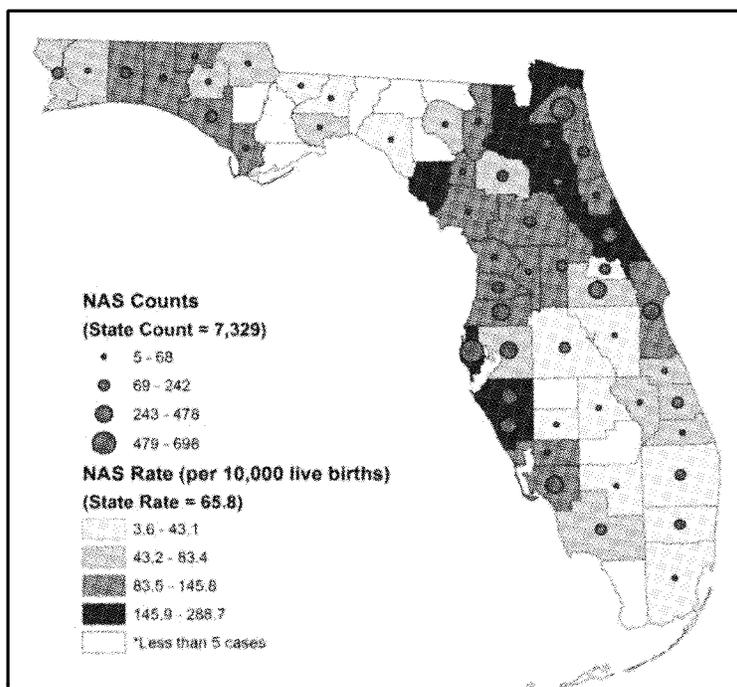 NAS Counts
(State Count = 7,329)
5 - 68
69 - 242
243 - 478
479 - 698
NAS Rate (per 10,000 live births)
(State Rate = 65.8)
3.6 - 43.1
43.2 - 83.4
83.5 - 145.8
145.9 - 288.7
*Less than 5 cases